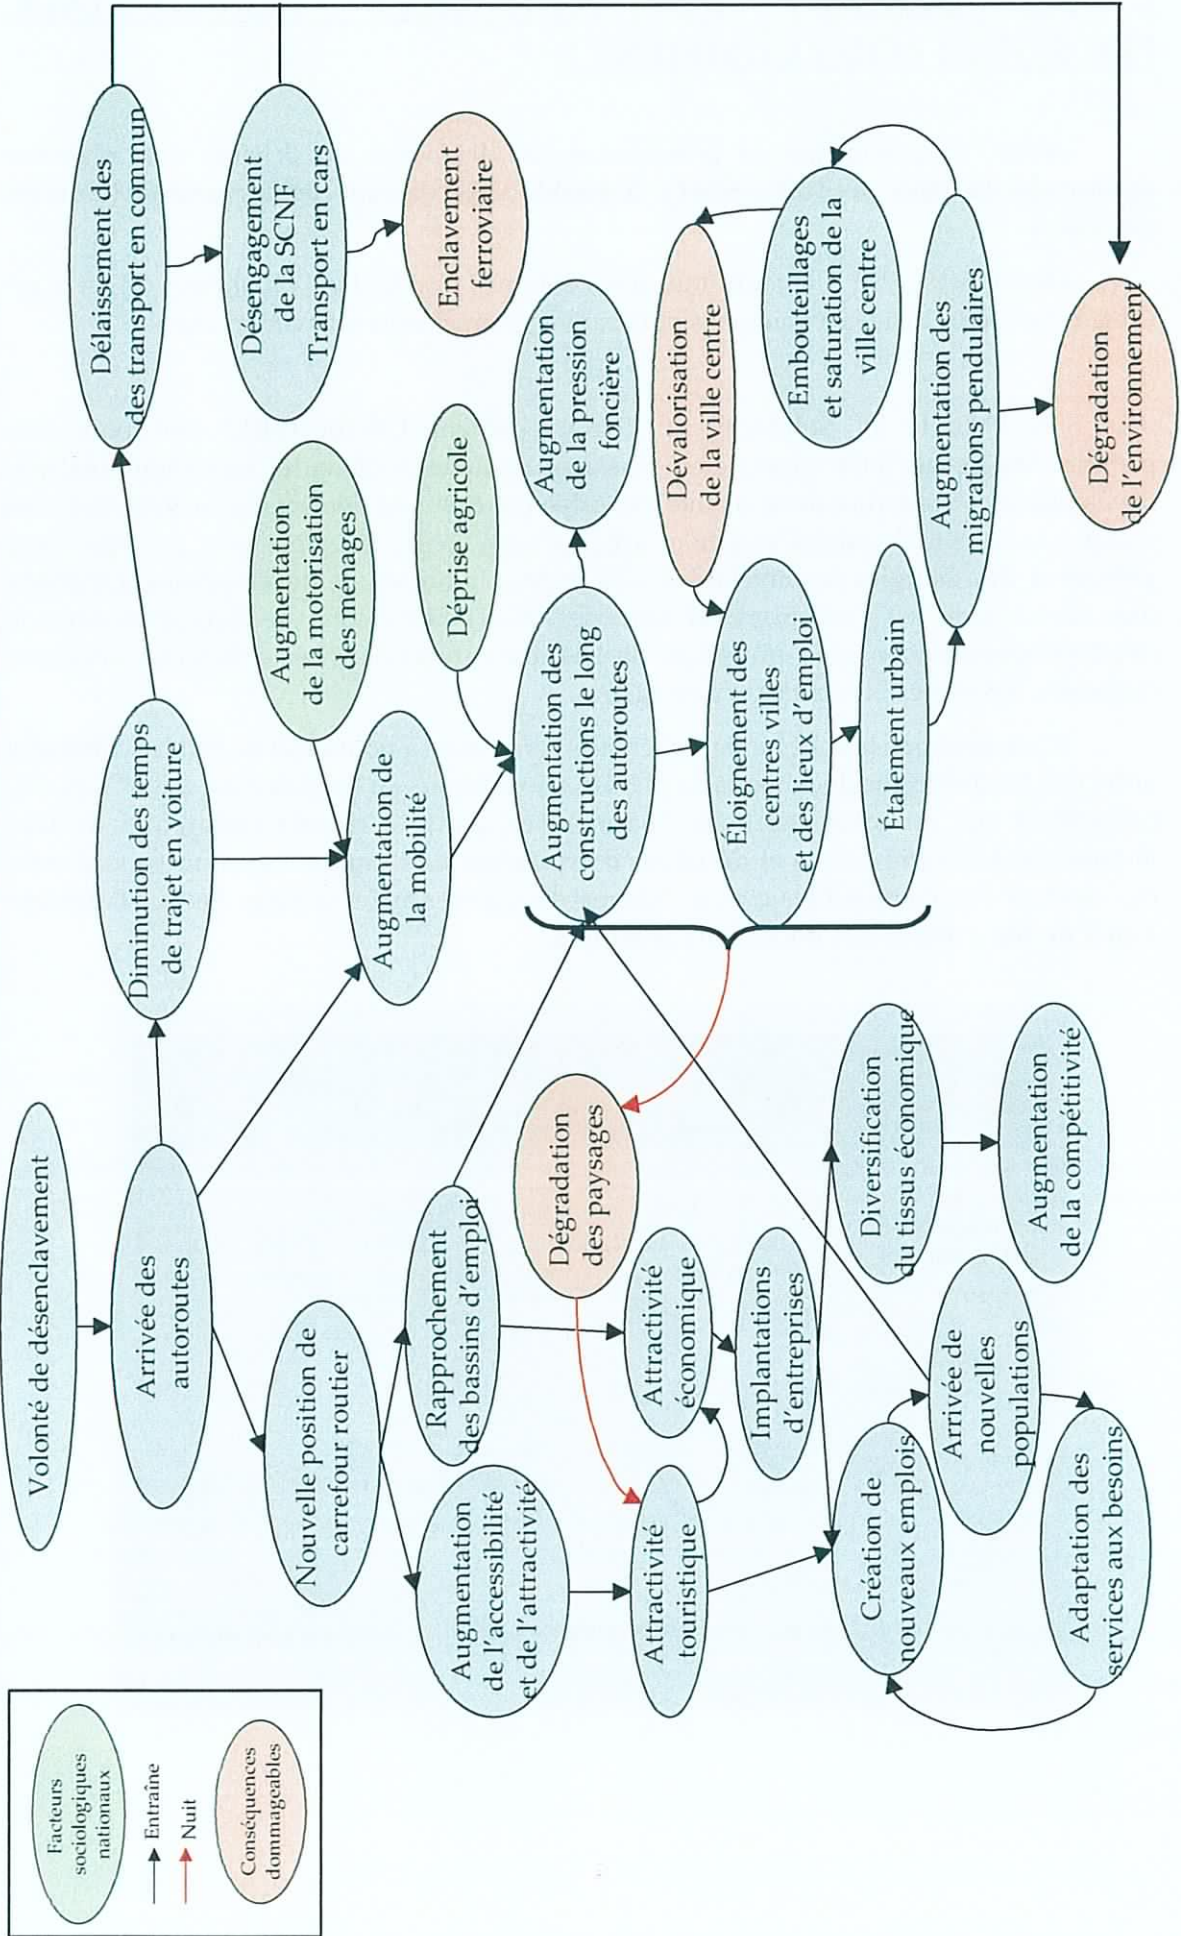 Volonté de désenclavement
Arrivée des
autoroutes
Diminution des temps
de trajet en voiture
Délaissement des
des transport en commun
Désengagement
de la SCNF
Transport en cars
Enclavement
ferroviaire
Nouvelle position de
carrefour routier
Augmentation
de la motorisation
des ménages
Augmentation de
la mobilité
Déprise agricole
Rapprochement
des bassins d'emploi
Augmentation
de l'accessibilité
et de l'attractivité
Augmentation des
constructions le long
des autoroutes
Augmentation
de la pression
foncière
Dégradation
des paysages
Attractivité
touristique
Attractivité
économique
Éloignement des
centres villes
et des lieux d'emploi
Dévalorisation
de la ville centre
Embouteillages
et saturation de la
ville centre
Implantations
d'entreprises
Étalement urbain
Augmentation des
migrations pendulaires
Création de
nouveaux emplois
Arrivée de
nouvelles
populations
Diversification
du tissus économique
Adaptation des
services aux besoins
Augmentation
de la compétitivité
Dégradation
de l'environnement
Facteurs
sociologiques
nationaux
Entraîne
Nuit
Conséquences
dommageables